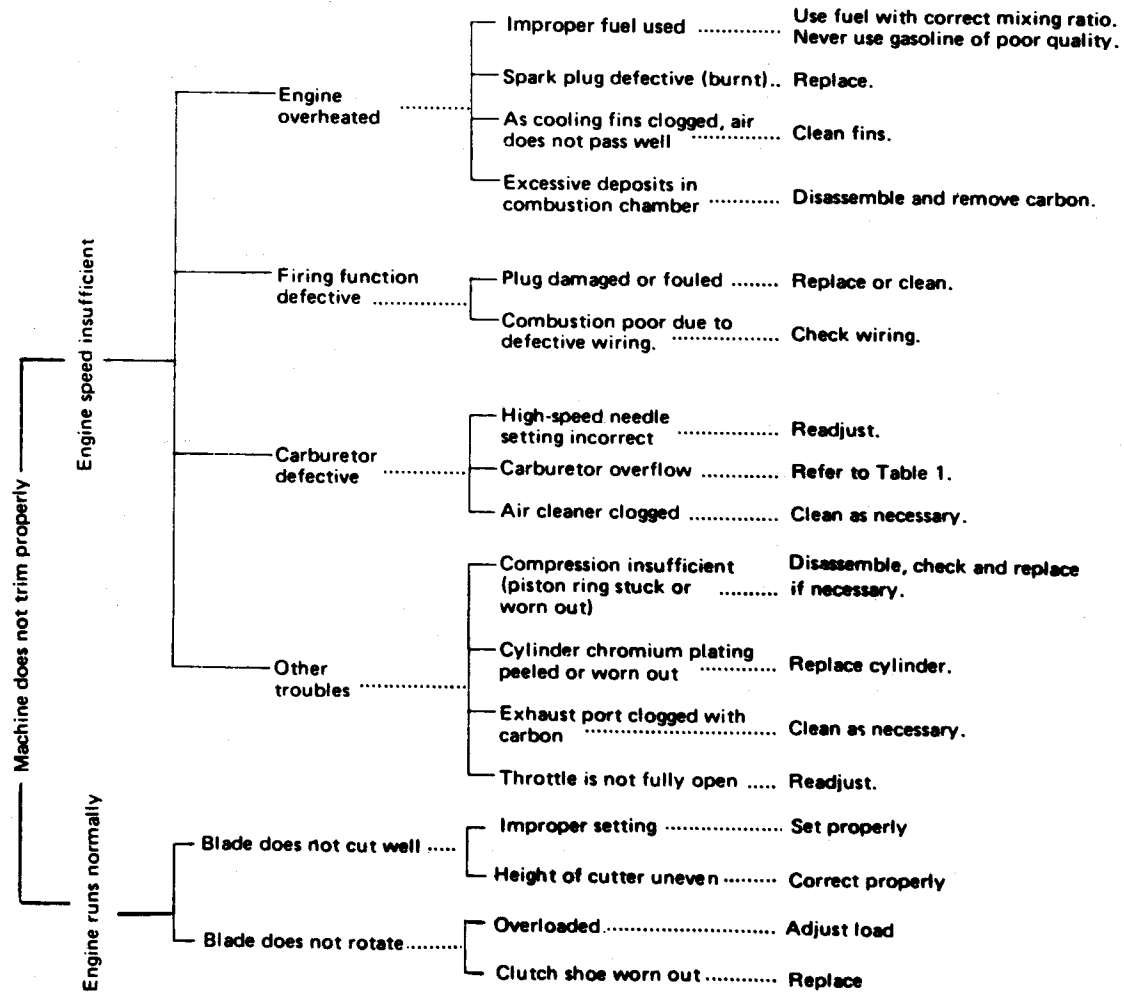 Machine does not trim properly
Engine speed insufficient
Engine
overheated ..........
Improper fuel used .............. Use fuel with correct mixing ratio.
Never use gasoline of poor quality.
Spark plug defective (burnt).. Replace.
As cooling fins clogged, air
does not pass well .............. Clean fins.
Excessive deposits in
combustion chamber ........... Disassemble and remove carbon.
Firing function
defective ..............
Plug damaged or fouled ........ Replace or clean.
Combustion poor due to
defective wiring. ................ Check wiring.
Carburetor
defective ..............
High-speed needle
setting incorrect ............... Readjust.
Carburetor overflow ............. Refer to Table 1.
Air cleaner clogged .............. Clean as necessary.
Other
troubles ................
Compression insufficient
(piston ring stuck or
worn out) .......... Disassemble, check and replace
if necessary.
Cylinder chromium plating
peeled or worn out ............ Replace cylinder.
Exhaust port clogged with
carbon ............................ Clean as necessary.
Throttle is not fully open ..... Readjust.
Engine runs normally
Blade does not cut well .....
Improper setting .................. Set properly
Height of cutter uneven ......... Correct properly
Blade does not rotate ..........
Overloaded ........................... Adjust load
Clutch shoe worn out ............ Replace